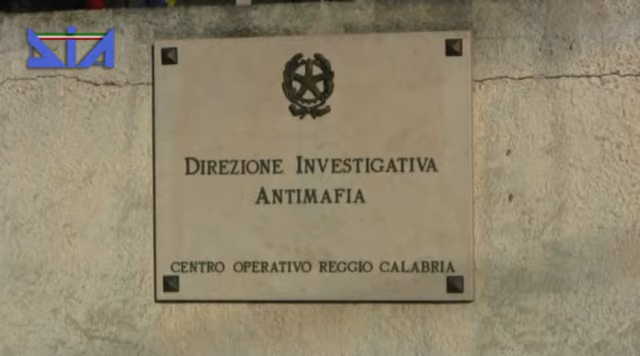 DIA
DIREZIONE INVESTIGATIVA
ANTIMAFIA
CENTRO OPERATIVO REGGIO CALABRIA